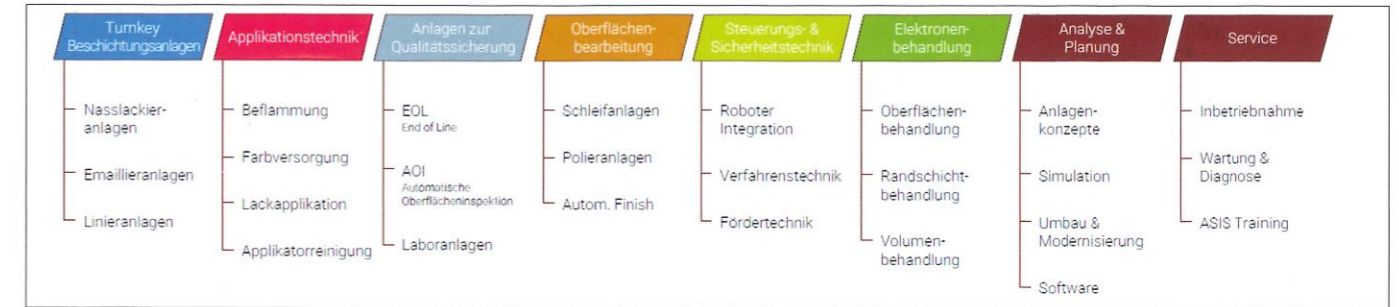 Turnkey
Beschichtungsanlagen
Nasslackier-
anlagen
Emaillieranlagen
Linieranlagen
Applikationstechnik
Beflammung
Farbversorgung
Lackapplikation
Applikatorreinigung
Anlagen zur
Qualitätssicherung
EOL
End of Line
AOI
Automatische
Oberflächeninspektion
Laboranlagen
Oberflächen-
bearbeitung
Schleifanlagen
Polieranlagen
Autom. Finish
Steuerungs- &
Sicherheitstechnik
Roboter
Integration
Verfahrenstechnik
Fördertechnik
Elektronen-
behandlung
Oberflächen-
behandlung
Randschicht-
behandlung
Volumen-
behandlung
Analyse &
Planung
Anlagen-
konzepte
Simulation
Umbau &
Modernisierung
Software
Service
Inbetriebnahme
Wartung &
Diagnose
ASIS Training